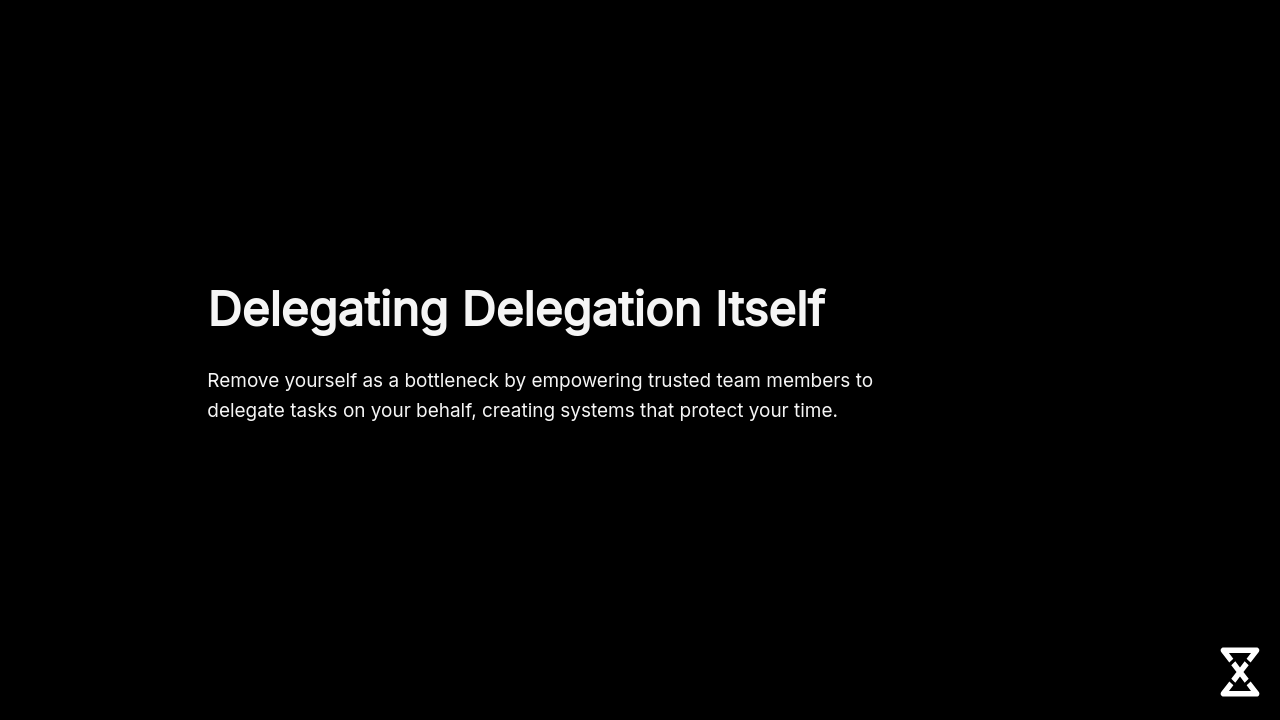 Delegating Delegation Itself
Remove yourself as a bottleneck by empowering trusted team members to
delegate tasks on your behalf, creating systems that protect your time.